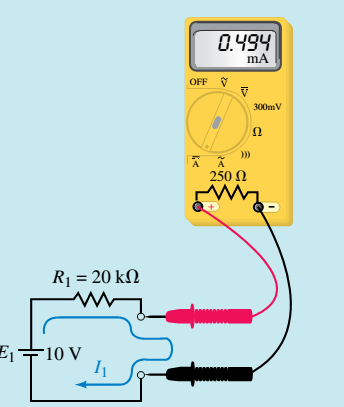 0.494
mA
OFF Ṽ
V̅
300mV
Ω
)))
A̅ Ã
250 Ω
+ -
R₁ = 20 kΩ
E₁ 10 V
I₁